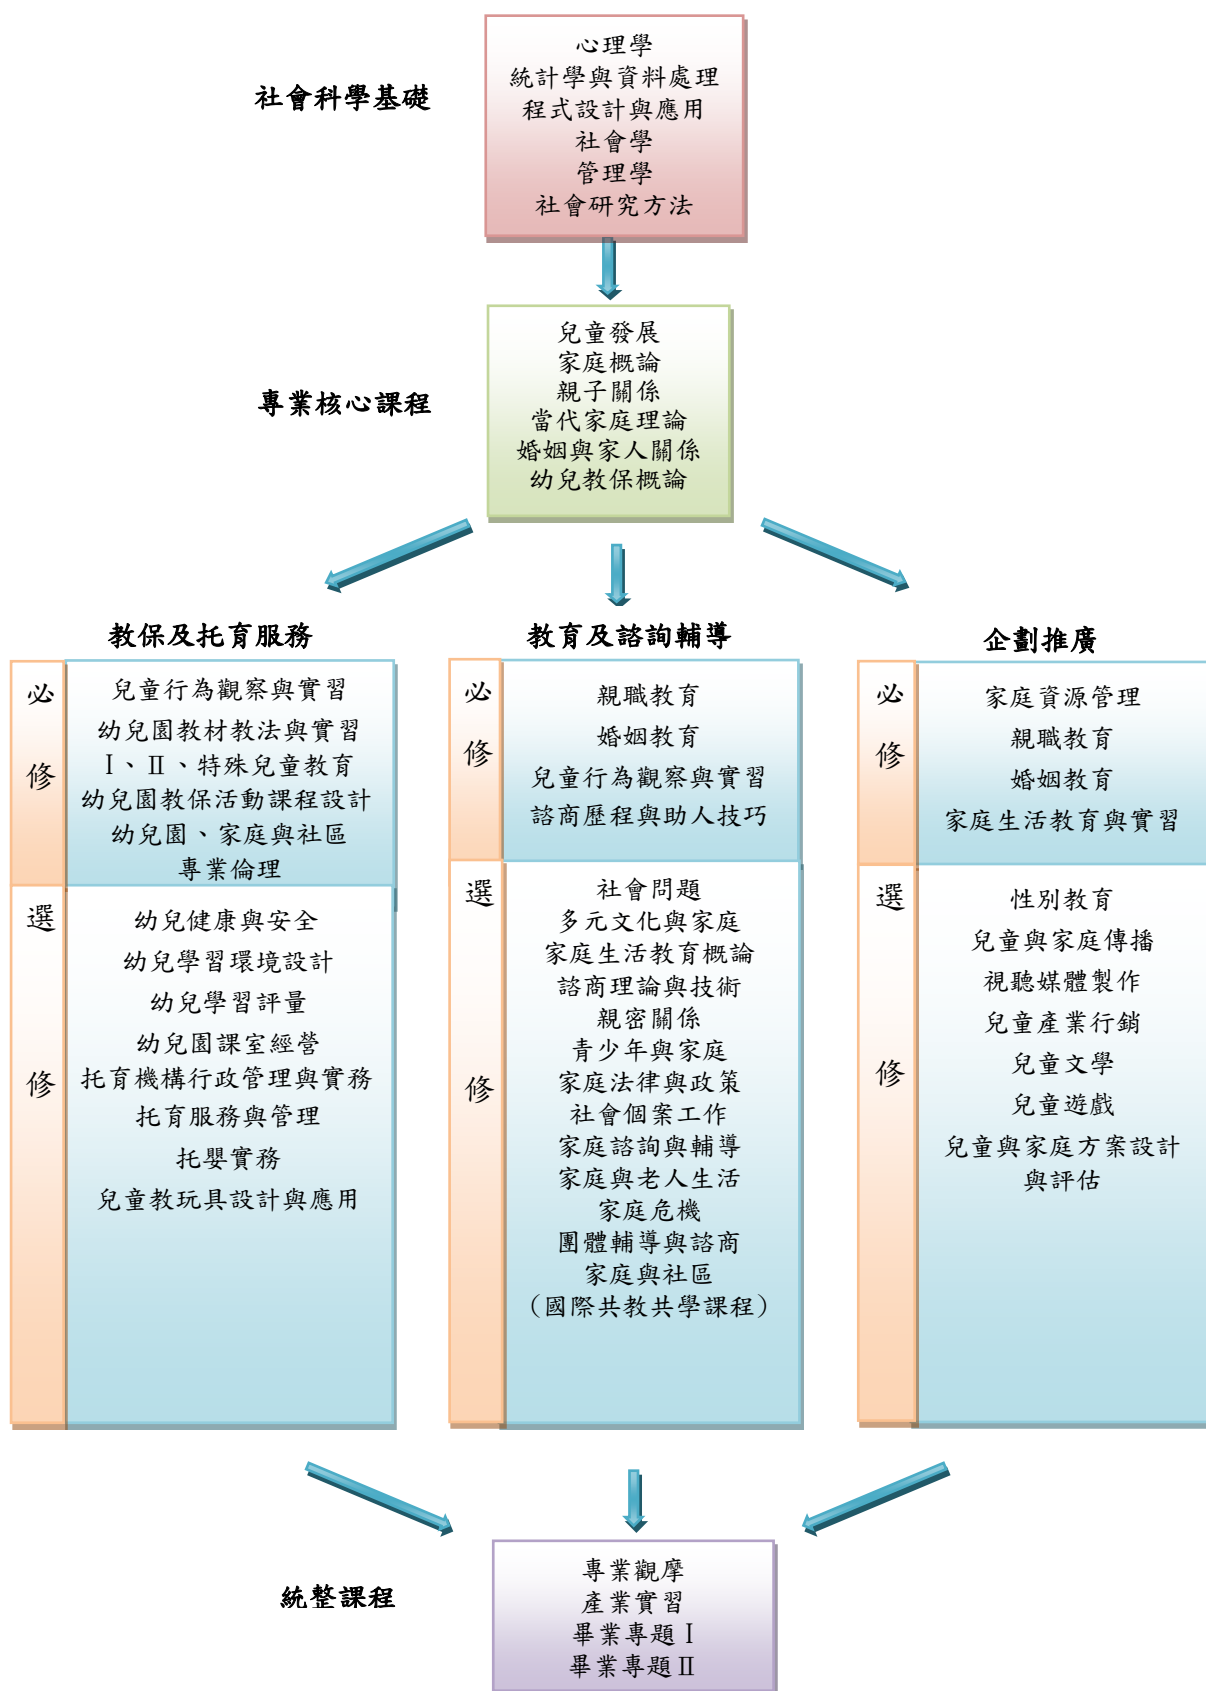 社會科學基礎
心理學
統計學與資料處理
程式設計與應用
社會學
管理學
社會研究方法
專業核心課程
兒童發展
家庭概論
親子關係
當代家庭理論
婚姻與家人關係
幼兒教保概論
教保及托育服務
必
修
兒童行為觀察與實習
幼兒園教材教法與實習
Ⅰ、Ⅱ、特殊兒童教育
幼兒園教保活動課程設計
幼兒園、家庭與社區
專業倫理
選
修
幼兒健康與安全
幼兒學習環境設計
幼兒學習評量
幼兒園課室經營
托育機構行政管理與實務
托育服務與管理
托嬰實務
兒童教玩具設計與應用
教育及諮詢輔導
必
修
親職教育
婚姻教育
兒童行為觀察與實習
諮商歷程與助人技巧
選
修
社會問題
多元文化與家庭
家庭生活教育概論
諮商理論與技術
親密關係
青少年與家庭
家庭法律與政策
社會個案工作
家庭諮詢與輔導
家庭與老人生活
家庭危機
團體輔導與諮商
家庭與社區
（國際共教共學課程）
企劃推廣
必
修
家庭資源管理
親職教育
婚姻教育
家庭生活教育與實習
選
修
性別教育
兒童與家庭傳播
視聽媒體製作
兒童產業行銷
兒童文學
兒童遊戲
兒童與家庭方案設計
與評估
統整課程
專業觀摩
產業實習
畢業專題Ⅰ
畢業專題Ⅱ